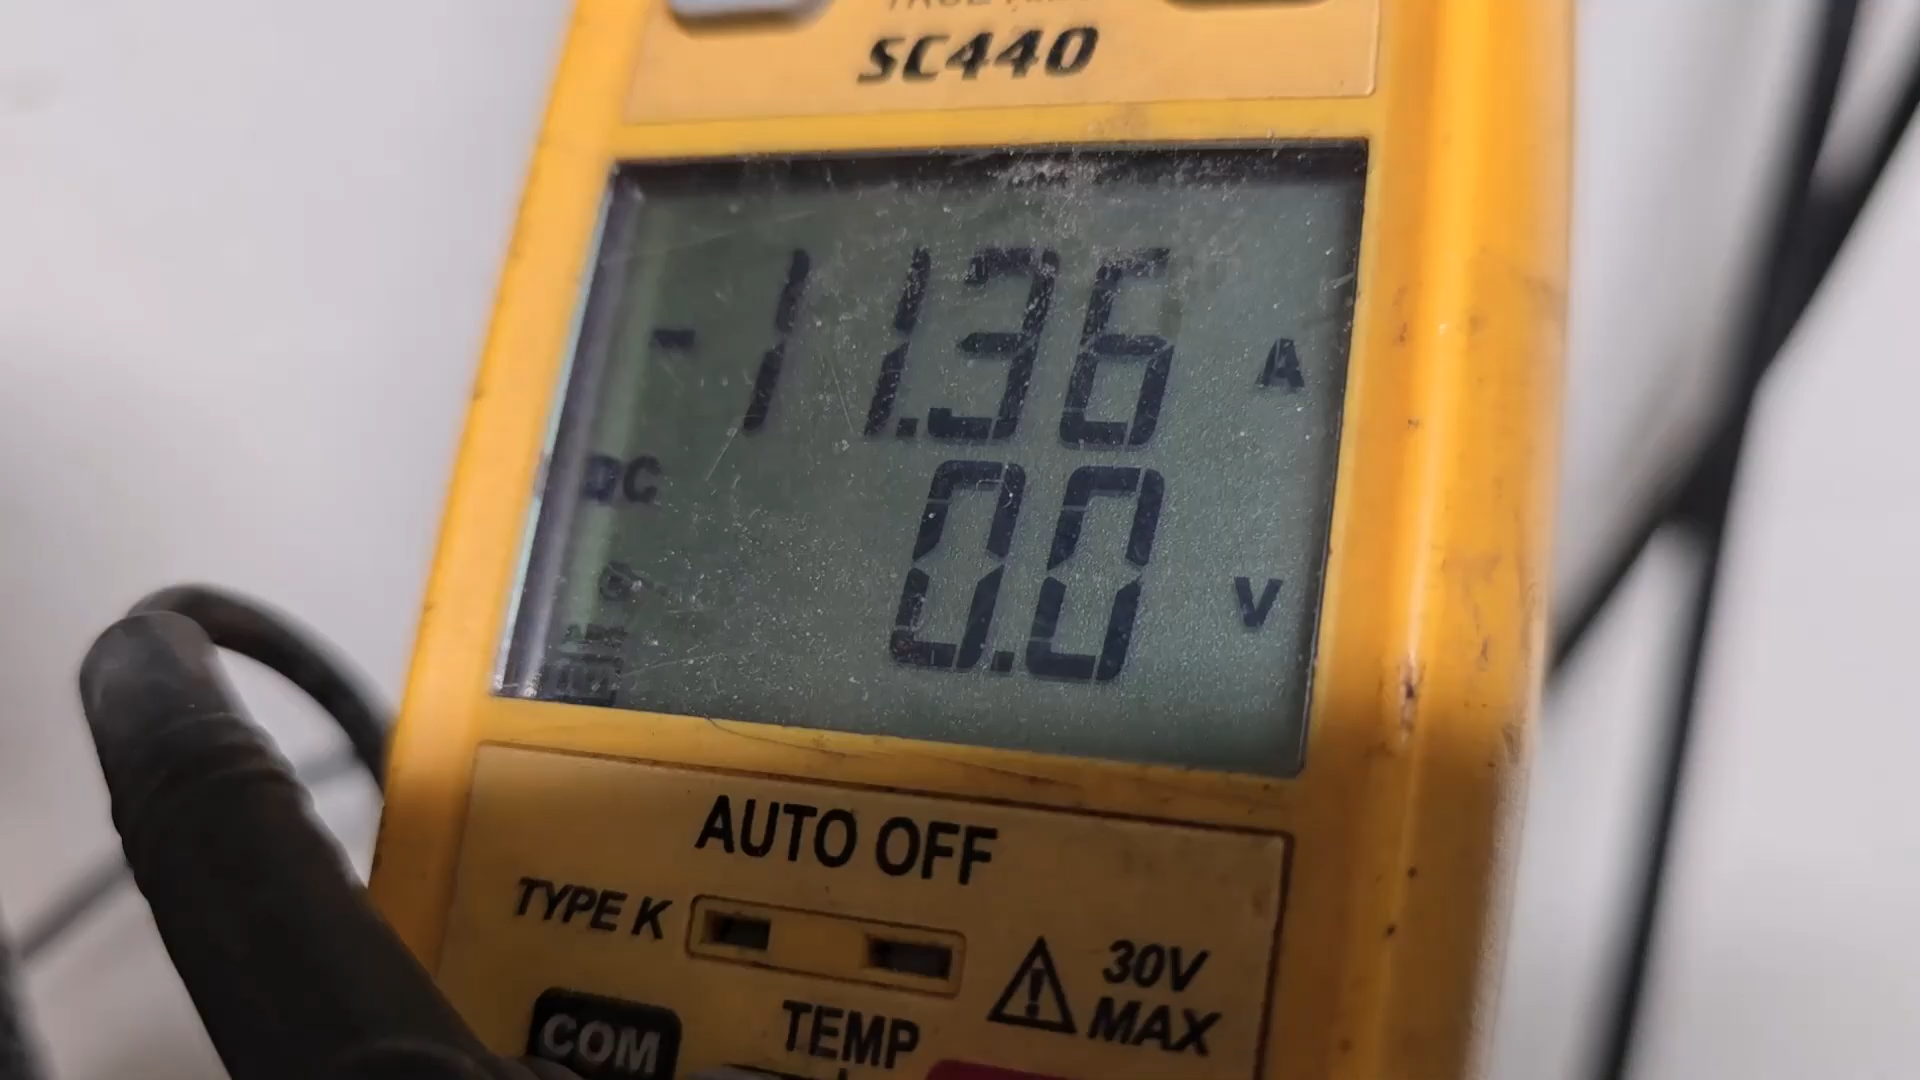 SC440
-11.36 A
DC
0.0 V
AUTO OFF
TYPE K
30V
MAX
COM
TEMP